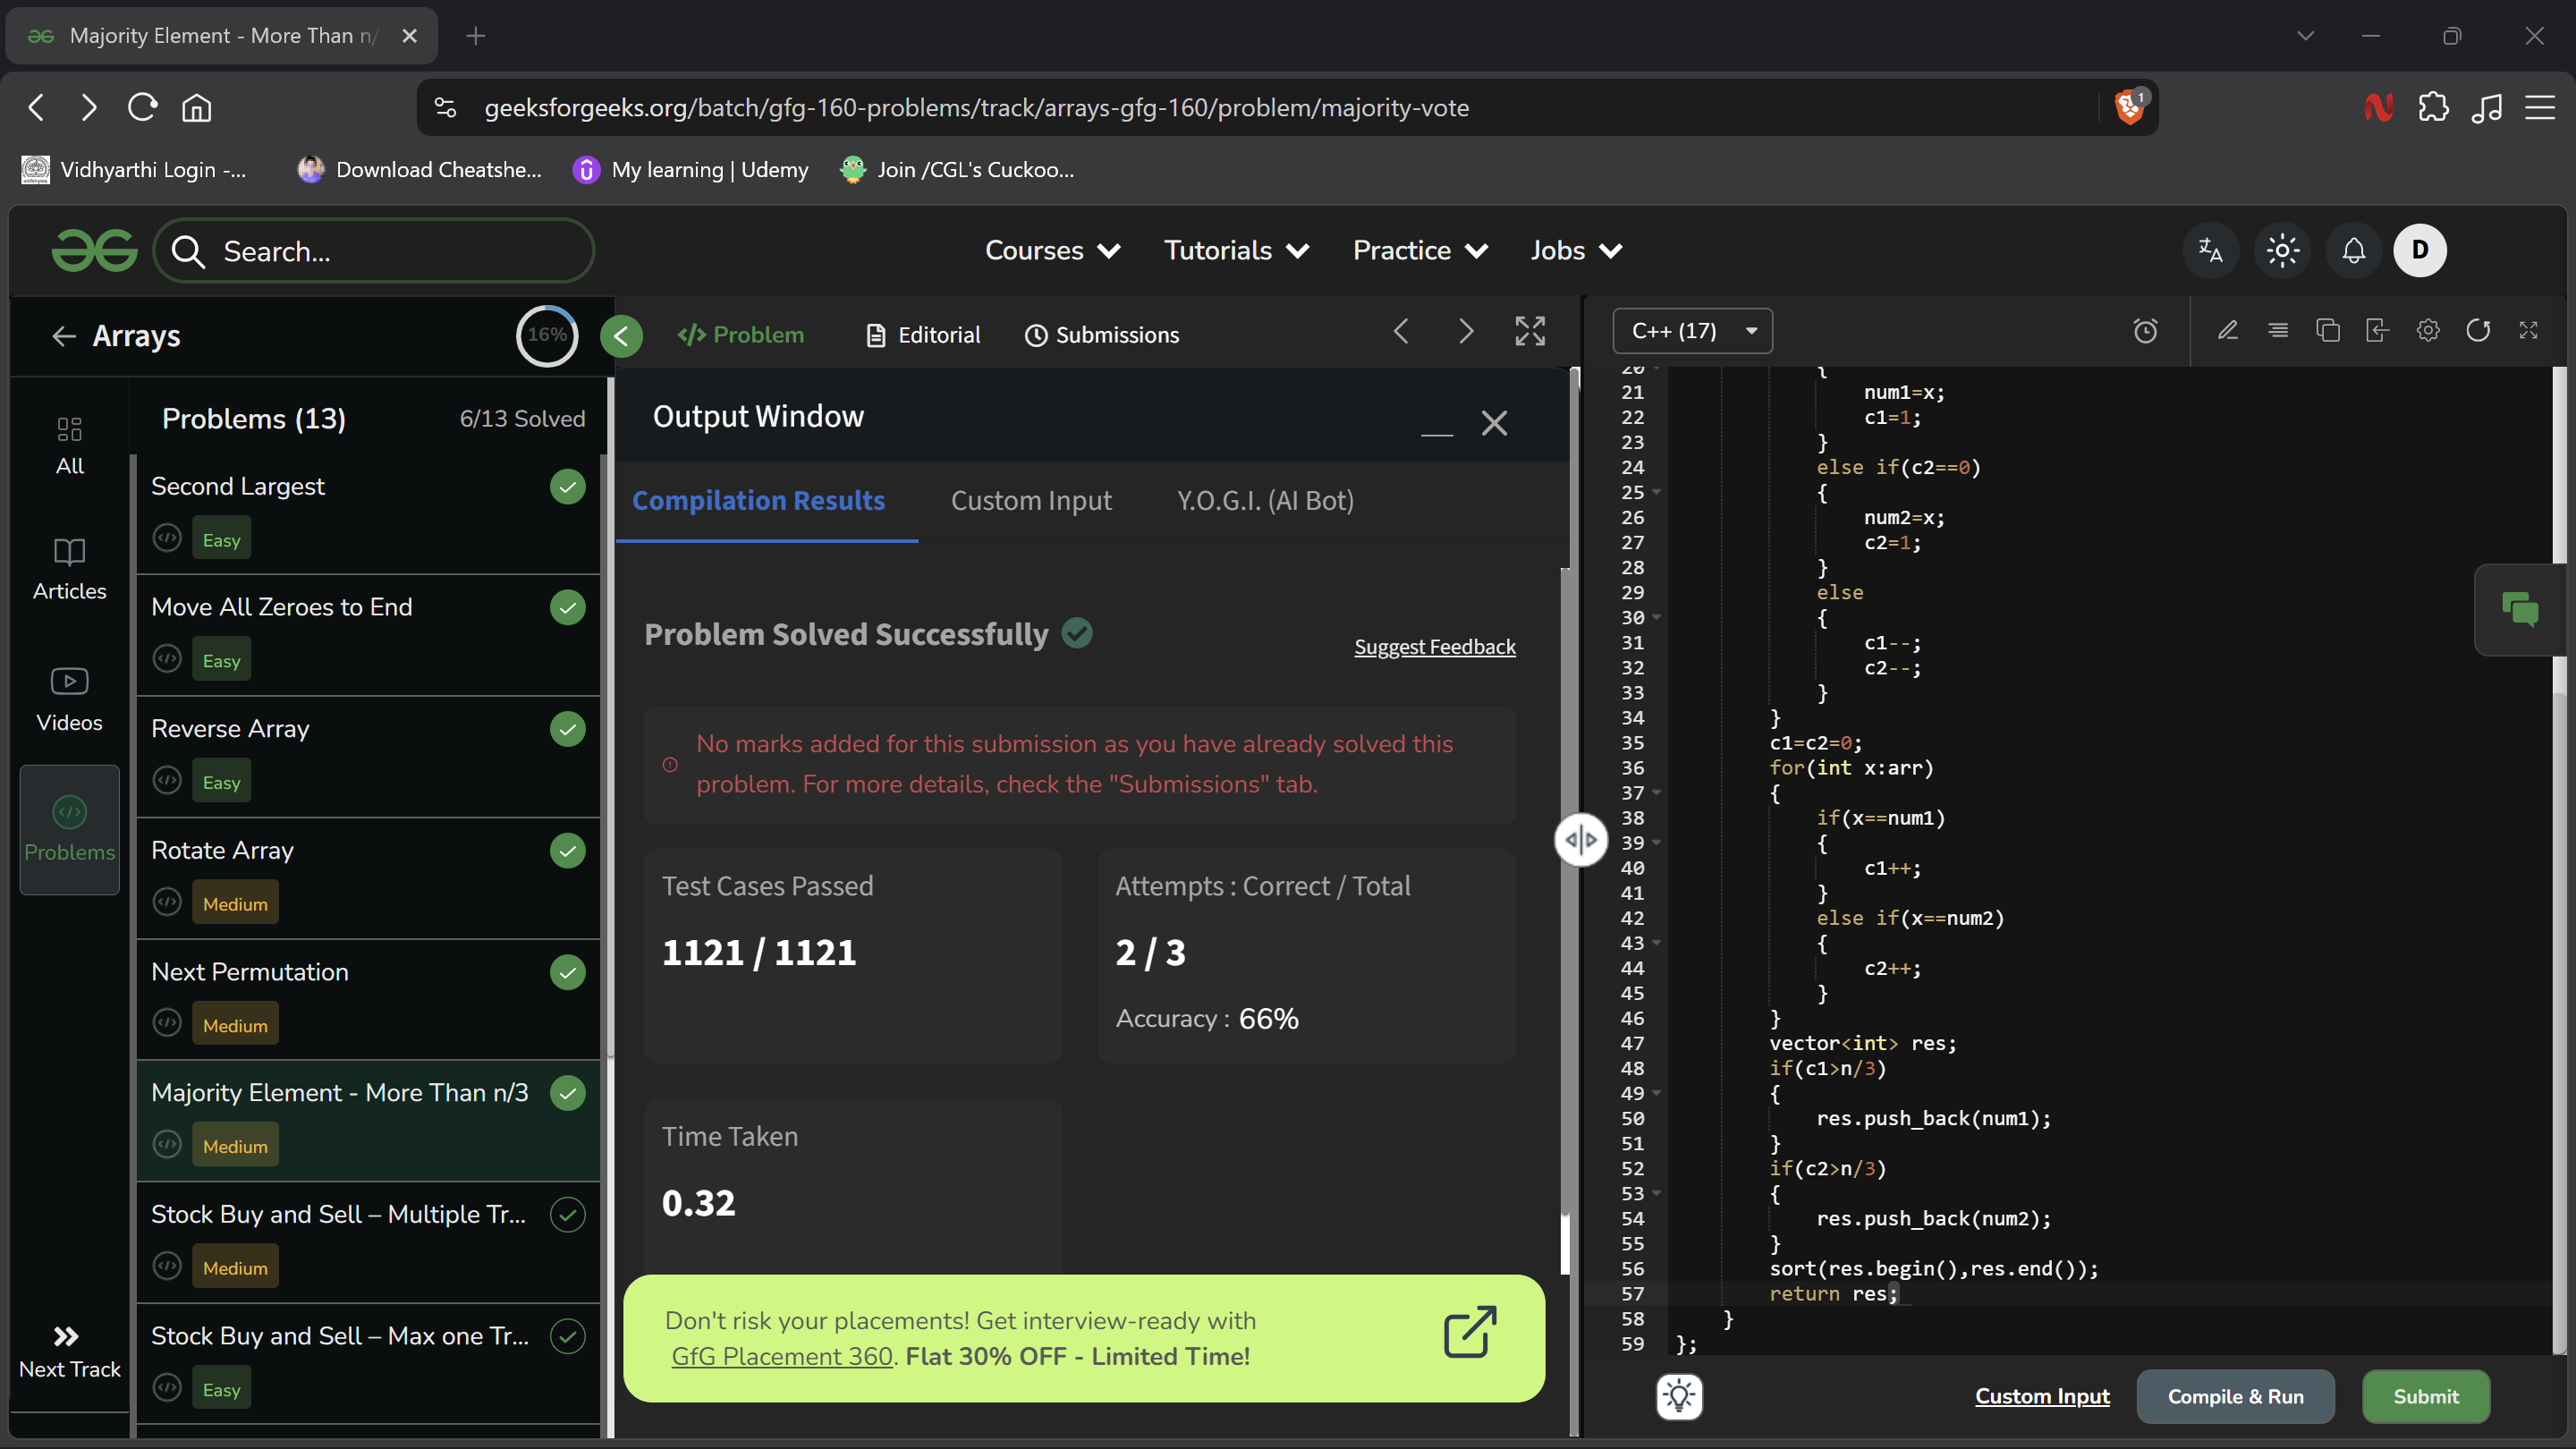 Majority Element - More Than n/
geeksforgeeks.org/batch/gfg-160-problems/track/arrays-gfg-160/problem/majority-vote
1
Vidhyarthi Login -...
Download Cheatshe...
My learning | Udemy
Join /CGL's Cuckoo...
Search...
Courses
Tutorials
Practice
Jobs
D
Arrays
16%
Problem
Editorial
Submissions
C++ (17)
All
Articles
Videos
Problems
Next Track
Problems (13)
6/13 Solved
Second Largest
Easy
Move All Zeroes to End
Easy
Reverse Array
Easy
Rotate Array
Medium
Next Permutation
Medium
Majority Element - More Than n/3
Medium
Stock Buy and Sell – Multiple Tr...
Medium
Stock Buy and Sell – Max one Tr...
Easy
Output Window
Compilation Results
Custom Input
Y.O.G.I. (AI Bot)
Problem Solved Successfully
Suggest Feedback
No marks added for this submission as you have already solved this
problem. For more details, check the "Submissions" tab.
Test Cases Passed
1121 / 1121
Attempts : Correct / Total
2 / 3
Accuracy : 66%
Time Taken
0.32
Don't risk your placements! Get interview-ready with
GfG Placement 360. Flat 30% OFF - Limited Time!
20 {
21 num1=x;
22 c1=1;
23 }
24 else if(c2==0)
25 {
26 num2=x;
27 c2=1;
28 }
29 else
30 {
31 c1--;
32 c2--;
33 }
34 }
35 c1=c2=0;
36 for(int x:arr)
37 {
38 if(x==num1)
39 {
40 c1++;
41 }
42 else if(x==num2)
43 {
44 c2++;
45 }
46 }
47 vector<int> res;
48 if(c1>n/3)
49 {
50 res.push_back(num1);
51 }
52 if(c2>n/3)
53 {
54 res.push_back(num2);
55 }
56 sort(res.begin(),res.end());
57 return res;
58 }
59 };
Custom Input
Compile & Run
Submit